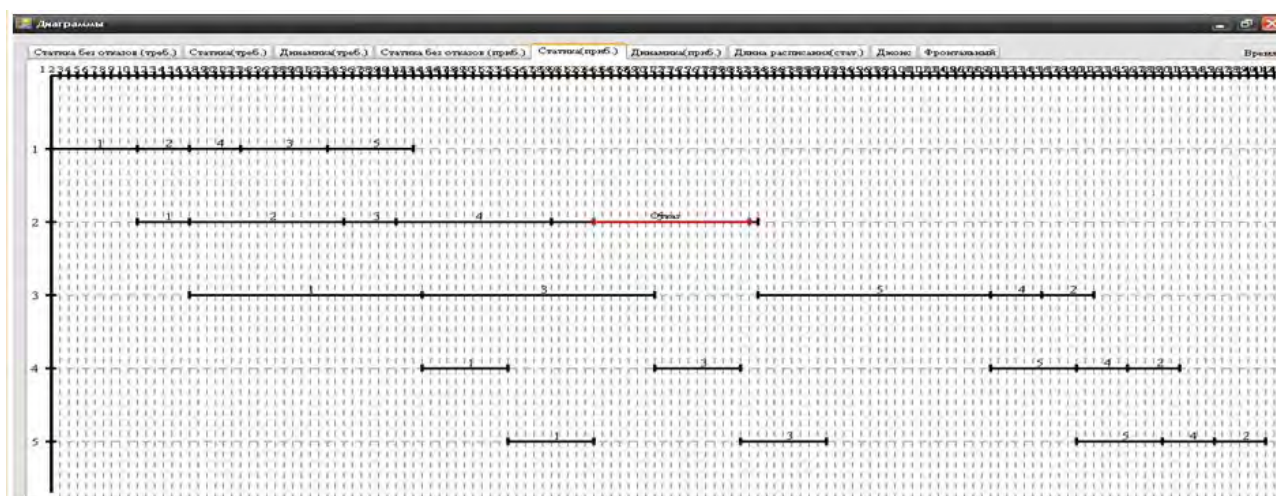 Диаграммы
Статика без отказов (треб.) Статика(треб.) Динамика(треб.) Статика без отказов (приб.) Статика(приб.) Динамика(приб.) Длина расписания(стат.) Джонс Фронтальный Время
1 1 2 4 3 5
2 1 2 3 4 Отказ
3 1 3 5 4 2
4 1 3 5 4 2
5 1 3 5 4 2